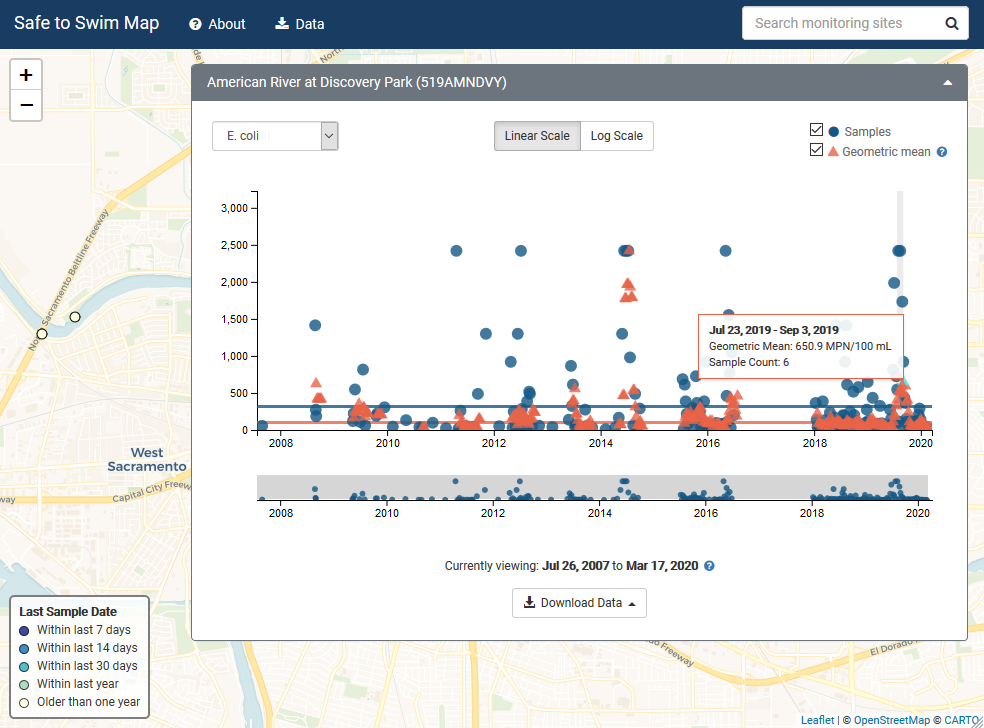 Safe to Swim Map
About
Data
Search monitoring sites
+
−
American River at Discovery Park (519AMNDVY)
E. coli
Linear Scale
Log Scale
Samples
Geometric mean
3,000
2,500
2,000
1,500
1,000
500
0
Jul 23, 2019 - Sep 3, 2019
Geometric Mean: 650.9 MPN/100 mL
Sample Count: 6
2008 2010 2012 2014 2016 2018 2020
2008 2010 2012 2014 2016 2018 2020
Currently viewing: Jul 26, 2007 to Mar 17, 2020
Download Data
Sacramento Beltline Freeway
West
Sacramento
Capital City Free
way
Freeway
El Dorado
Last Sample Date
Within last 7 days
Within last 14 days
Within last 30 days
Within last year
Older than one year
Leaflet | © OpenStreetMap © CARTO